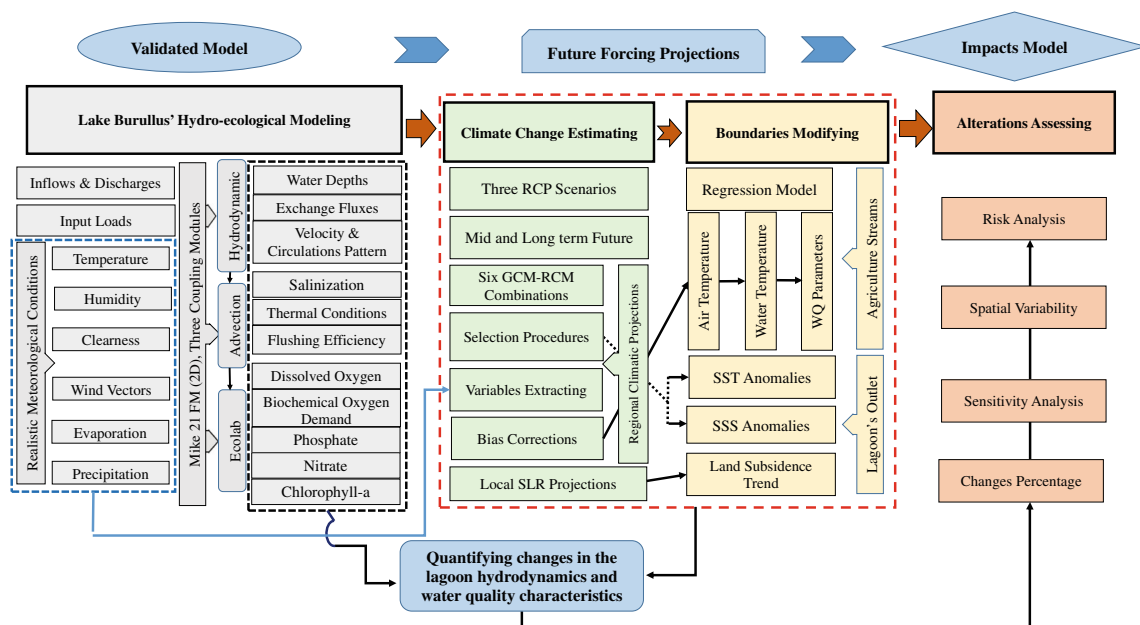 Validated Model
Future Forcing Projections
Impacts Model
Lake Burullus' Hydro-ecological Modeling
Climate Change Estimating
Boundaries Modifying
Alterations Assessing
Inflows & Discharges
Input Loads
Realistic Meteorological Conditions
Temperature
Humidity
Clearness
Wind Vectors
Evaporation
Precipitation
Mike 21 FM (2D), Three Coupling Modules
Hydrodynamic
Advection
Ecolab
Water Depths
Exchange Fluxes
Velocity &
Circulations Pattern
Salinization
Thermal Conditions
Flushing Efficiency
Dissolved Oxygen
Biochemical Oxygen
Demand
Phosphate
Nitrate
Chlorophyll-a
Three RCP Scenarios
Mid and Long term Future
Six GCM-RCM
Combinations
Selection Procedures
Variables Extracting
Bias Corrections
Local SLR Projections
Regional Climatic Projections
Regression Model
Air Temperature
Water Temperature
WQ Parameters
Agriculture Streams
SST Anomalies
SSS Anomalies
Land Subsidence
Trend
Lagoon's Outlet
Risk Analysis
Spatial Variability
Sensitivity Analysis
Changes Percentage
Quantifying changes in the
lagoon hydrodynamics and
water quality characteristics